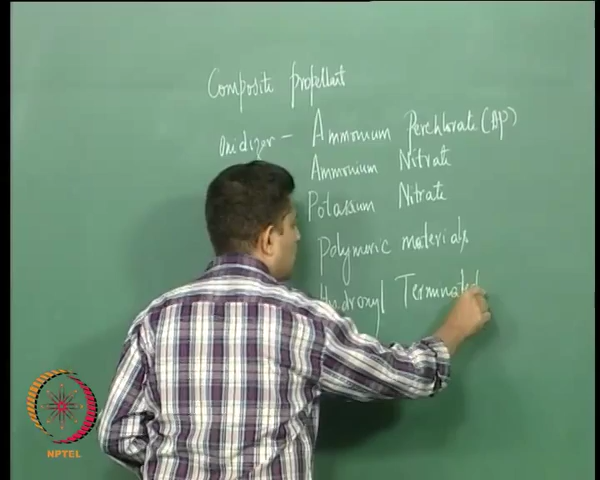 Composite propellant
Oxidizer - Ammonium Perchlorate (AP)
Ammonium Nitrate
Potassium Nitrate
Polymeric materials
Hydroxyl Terminated
NPTEL